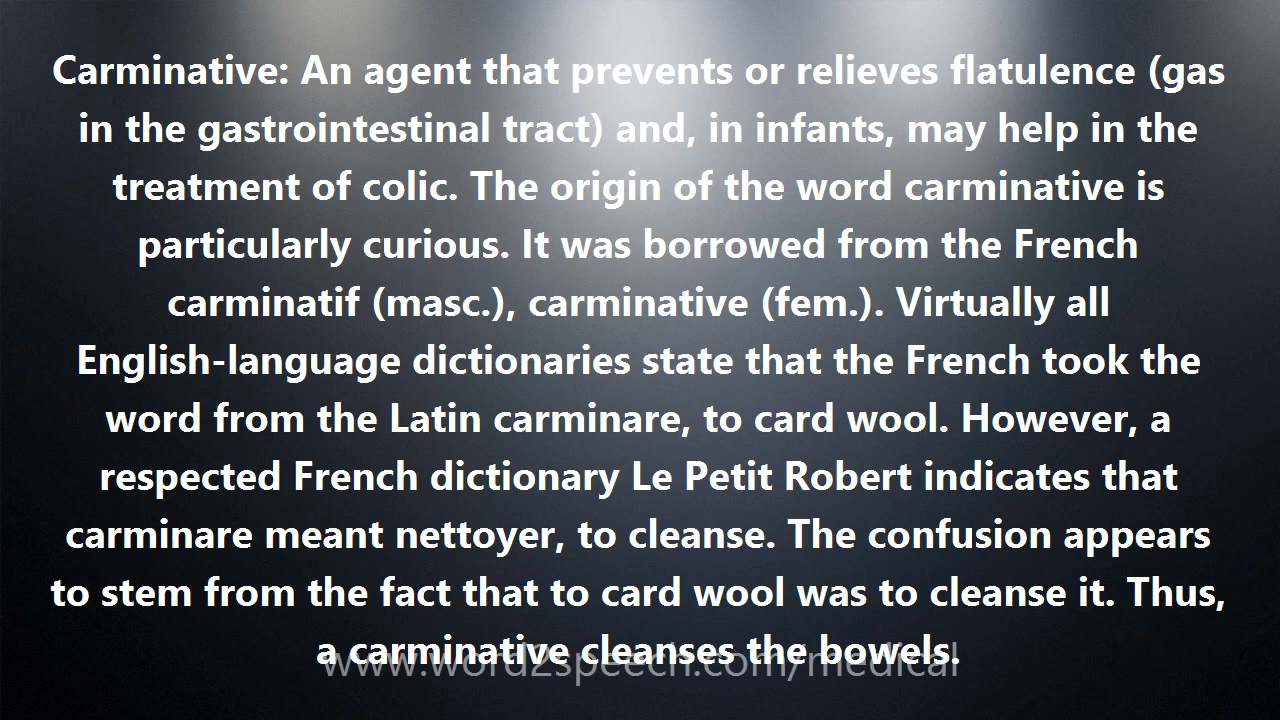 Carminative: An agent that prevents or relieves flatulence (gas
in the gastrointestinal tract) and, in infants, may help in the
treatment of colic. The origin of the word carminative is
particularly curious. It was borrowed from the French
carminatif (masc.), carminative (fem.). Virtually all
English-language dictionaries state that the French took the
word from the Latin carminare, to card wool. However, a
respected French dictionary Le Petit Robert indicates that
carminare meant nettoyer, to cleanse. The confusion appears
to stem from the fact that to card wool was to cleanse it. Thus,
a carminative cleanses the bowels.
www.word2speech.com/medical